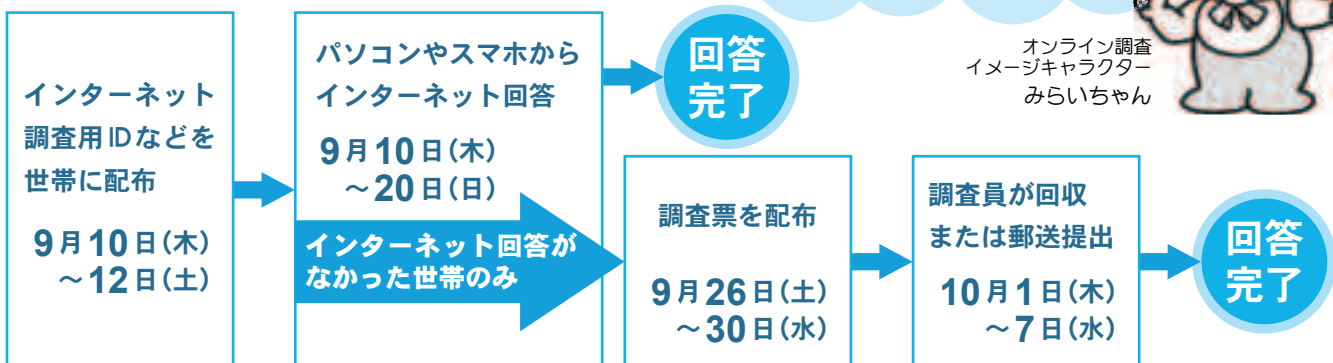 インターネット
調査用IDなどを
世帯に配布
9月10日(木)
～12日(土)
パソコンやスマホから
インターネット回答
9月10日(木)
～20日(日)
回答
完了
インターネット回答が
なかった世帯のみ
調査票を配布
9月26日(土)
～30日(水)
調査員が回収
または郵送提出
10月1日(木)
～7日(水)
回答
完了
オンライン調査
イメージキャラクター
みらいちゃん